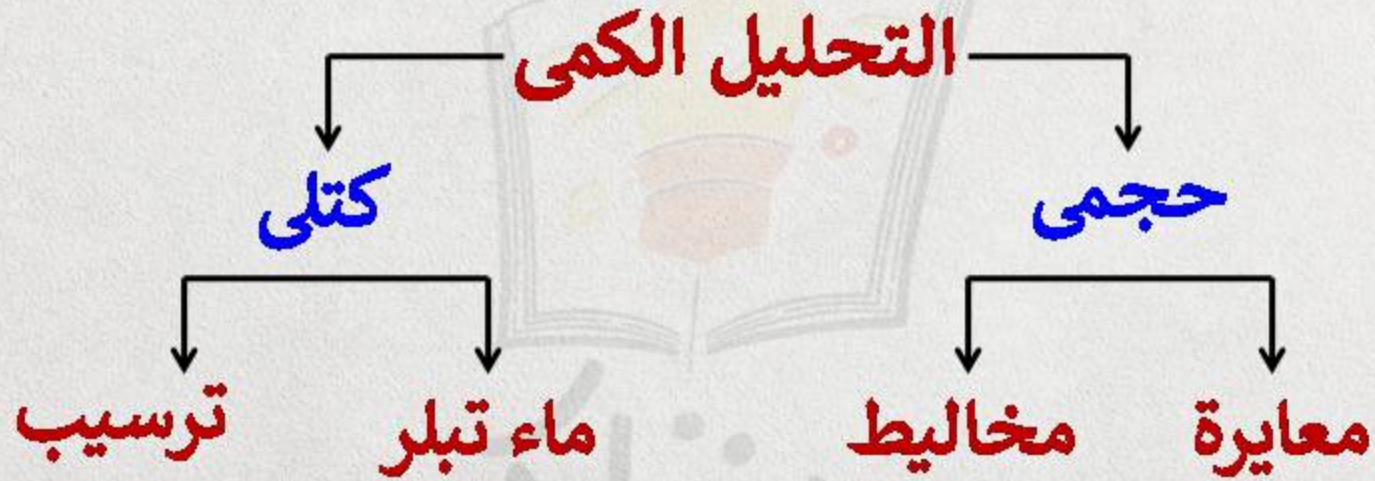 التحليل الكمى
حجمى
كتلى
معايرة
مخاليط
ماء تبلر
ترسيب